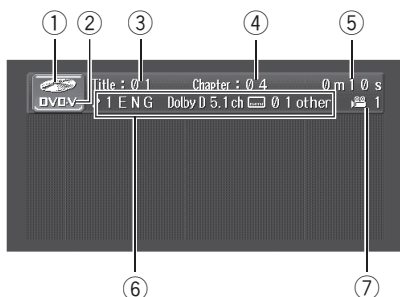 ① ② ③ ④ ⑤
Title : 0 1 Chapter : 0 4 0 m 1 0 s
DVD-V 1 E N G Dolby D 5.1 ch 0 1 other 1
⑥ ⑦